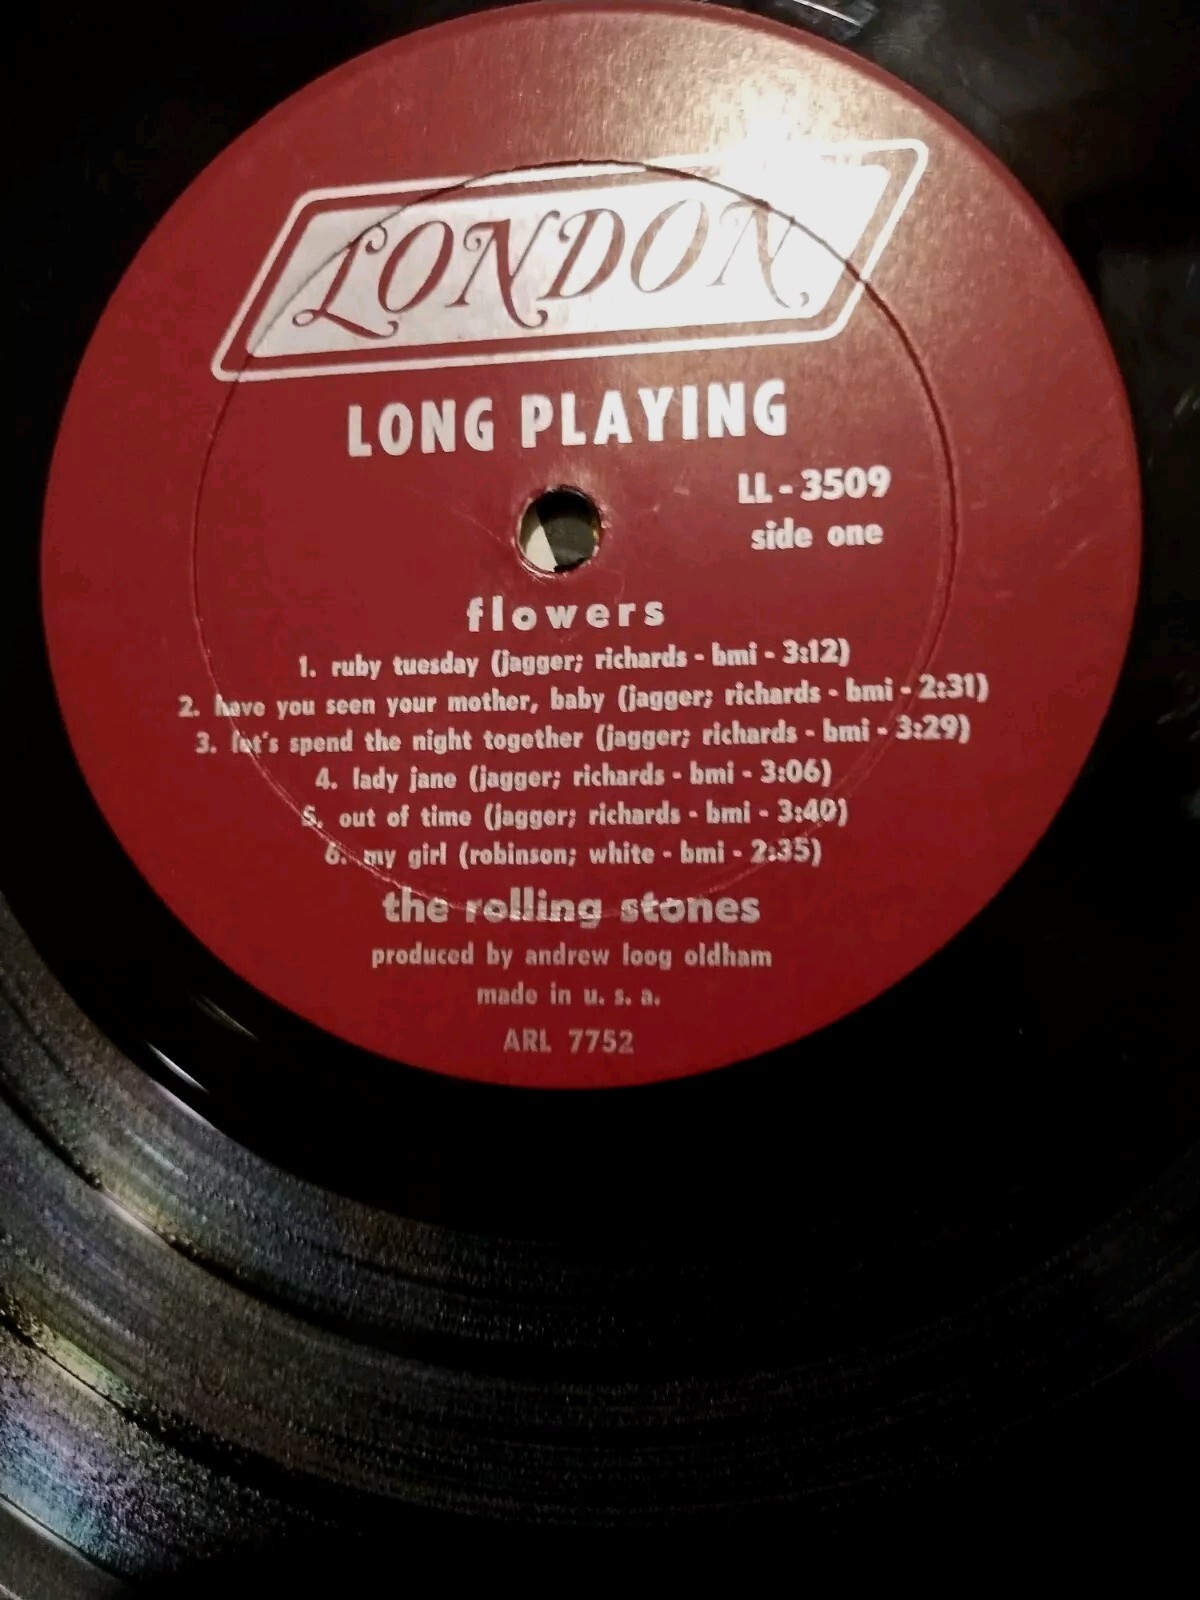 LONDON
LONG PLAYING
LL - 3509
side one
flowers
1. ruby tuesday (jagger; richards - bmi - 3:12)
2. have you seen your mother, baby (jagger; richards - bmi - 2:31)
3. let's spend the night together (jagger; richards - bmi - 3:29)
4. lady jane (jagger; richards - bmi - 3:06)
5. out of time (jagger; richards - bmi - 3:40)
6. my girl (robinson; white - bmi - 2:35)
the rolling stones
produced by andrew loog oldham
made in u. s. a.
ARL 7752